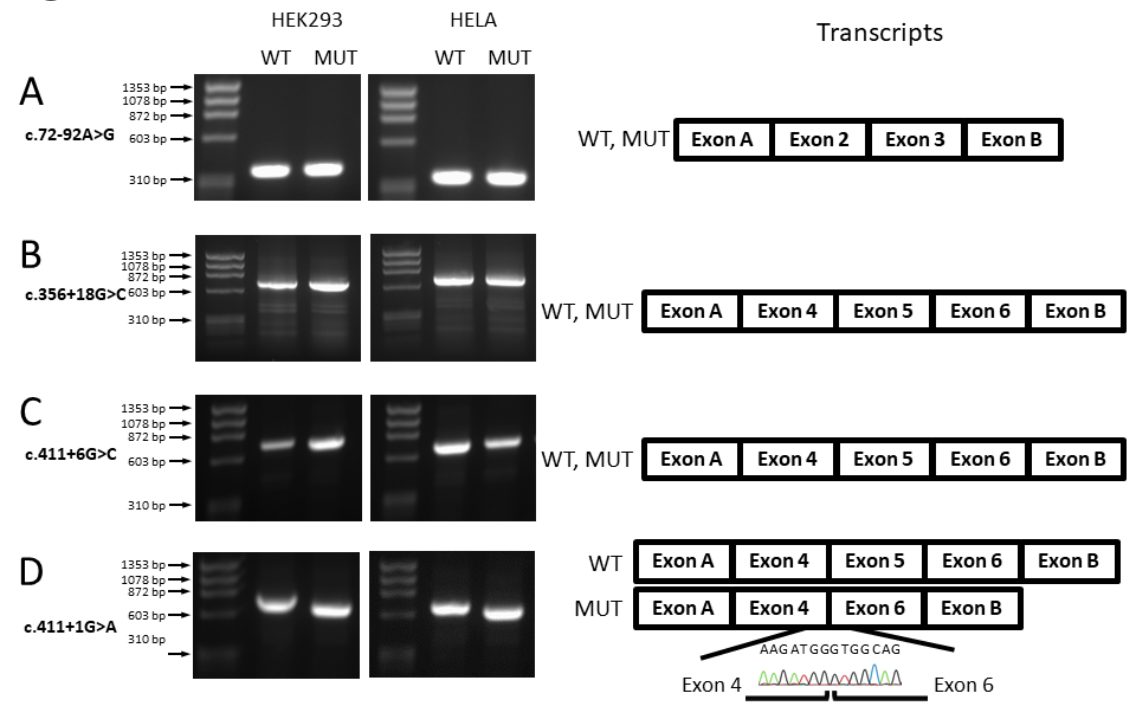 HEK293
HELA
Transcripts
WT MUT
WT MUT
A
c.72-92A>G
1353 bp
1078 bp
872 bp
603 bp
310 bp
WT, MUT
Exon A Exon 2 Exon 3 Exon B
B
c.356+18G>C
1353 bp
1078 bp
872 bp
603 bp
310 bp
WT, MUT
Exon A Exon 4 Exon 5 Exon 6 Exon B
C
c.411+6G>C
1353 bp
1078 bp
872 bp
603 bp
310 bp
WT, MUT
Exon A Exon 4 Exon 5 Exon 6 Exon B
D
c.411+1G>A
1353 bp
1078 bp
872 bp
603 bp
310 bp
WT
Exon A Exon 4 Exon 5 Exon 6 Exon B
MUT
Exon A Exon 4 Exon 6 Exon B
AAGATGGGTGGCAG
Exon 4
Exon 6